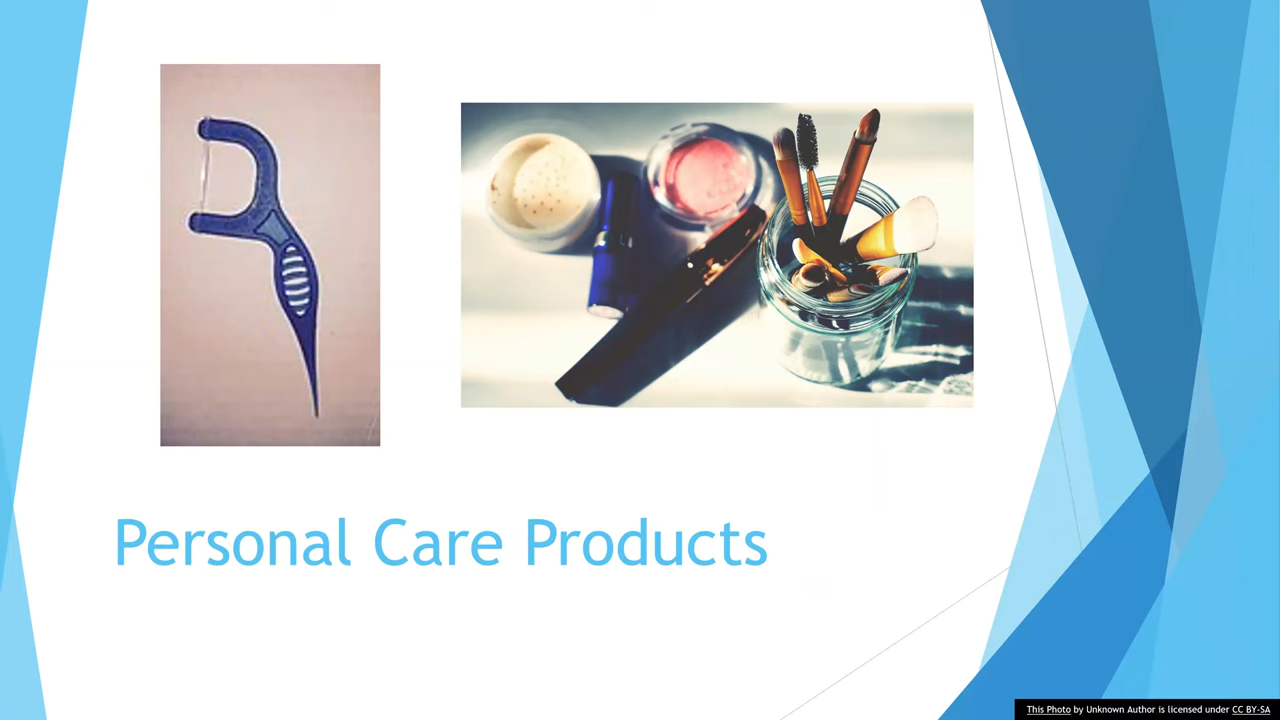 Personal Care Products
This Photo by Unknown Author is licensed under CC BY-SA